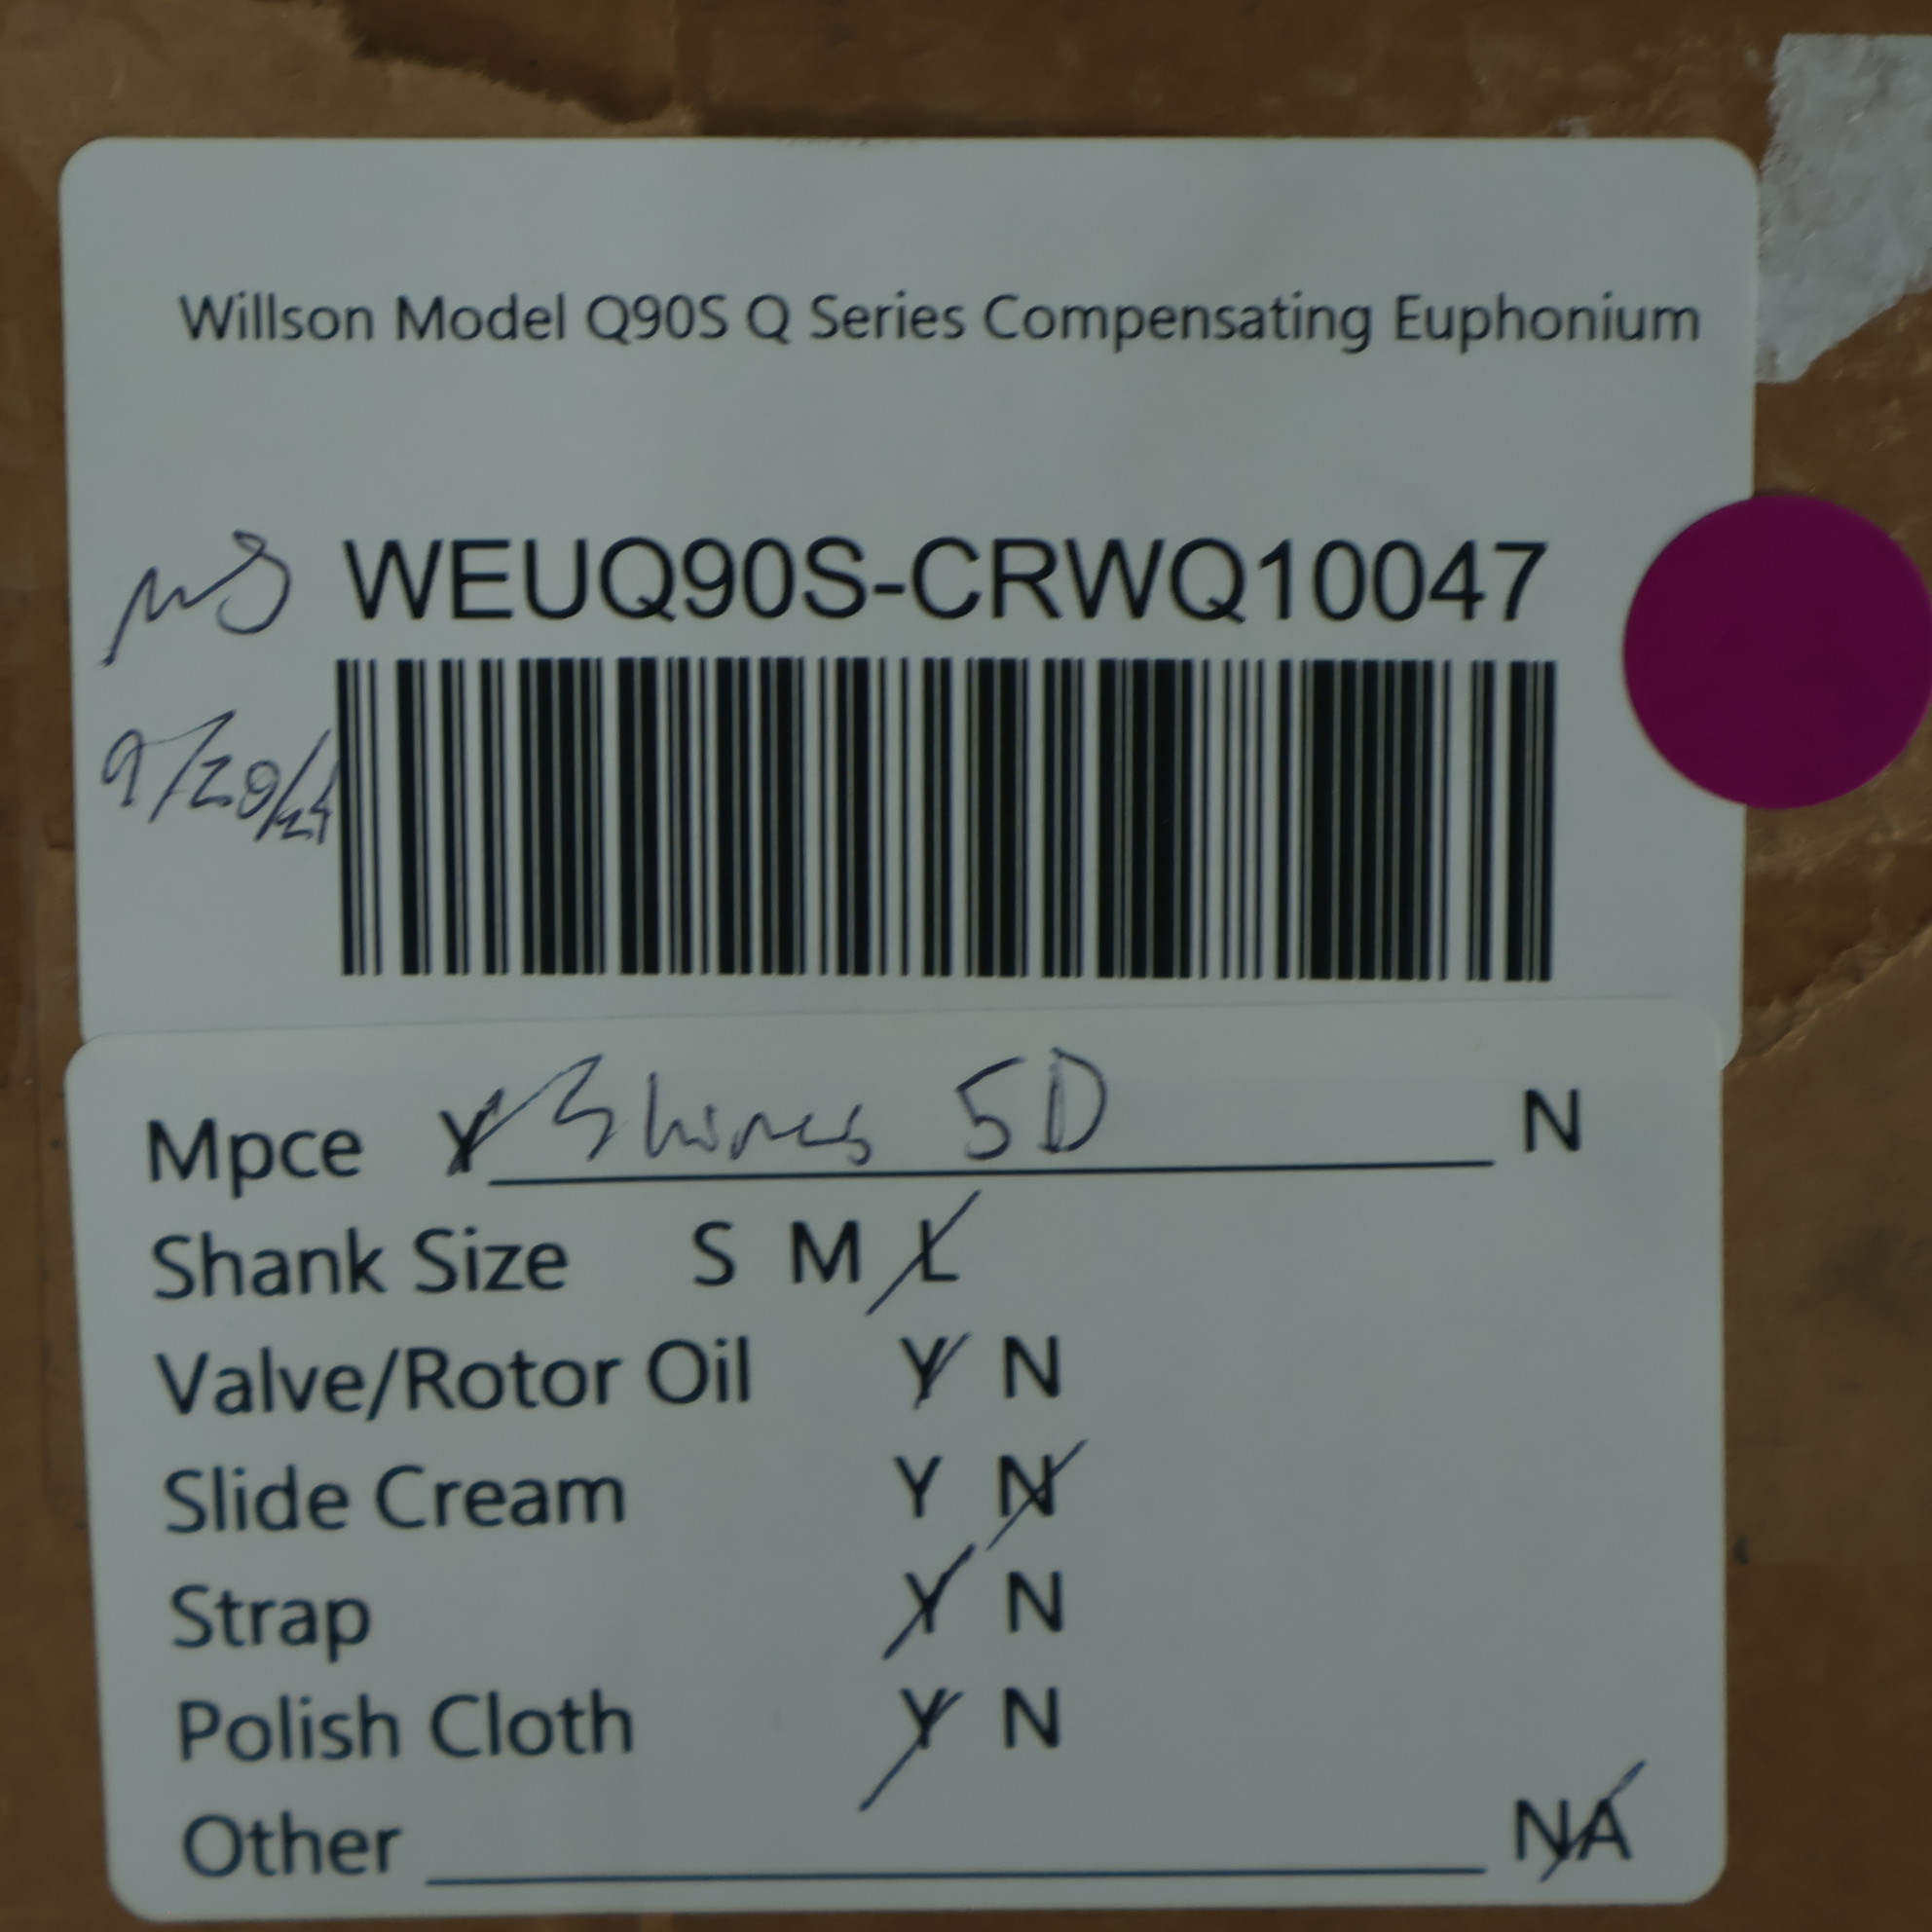 Willson Model Q90S Q Series Compensating Euphonium
WEUQ90S-CRWQ10047
Mpce Y Shires 5D N
Shank Size S M L
Valve/Rotor Oil Y N
Slide Cream Y N
Strap Y N
Polish Cloth Y N
Other NA